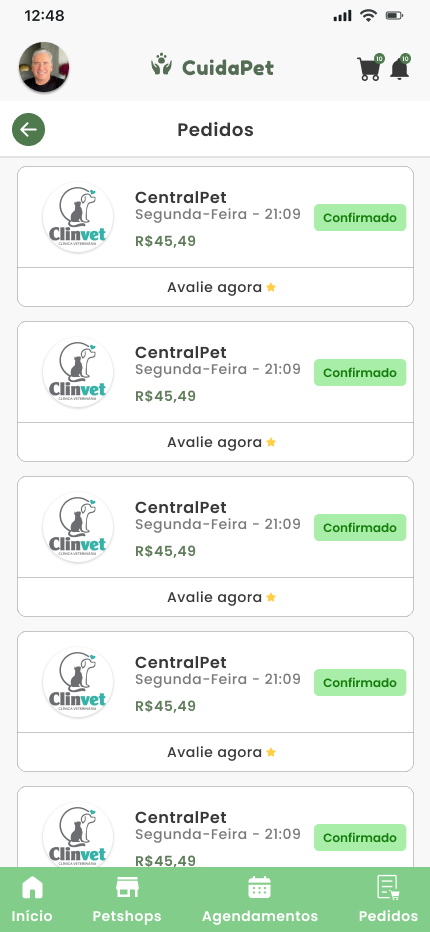 12:48
CuidaPet
10
10
Pedidos
CentralPet
Segunda-Feira - 21:09
R$45,49
Confirmado
Clinvet
CLÍNICA VETERINÁRIA
Avalie agora
CentralPet
Segunda-Feira - 21:09
R$45,49
Confirmado
Clinvet
CLÍNICA VETERINÁRIA
Avalie agora
CentralPet
Segunda-Feira - 21:09
R$45,49
Confirmado
Clinvet
CLÍNICA VETERINÁRIA
Avalie agora
CentralPet
Segunda-Feira - 21:09
R$45,49
Confirmado
Clinvet
CLÍNICA VETERINÁRIA
Avalie agora
CentralPet
Segunda-Feira - 21:09
R$45,49
Confirmado
Clinvet
CLÍNICA VETERINÁRIA
Início
Petshops
Agendamentos
Pedidos